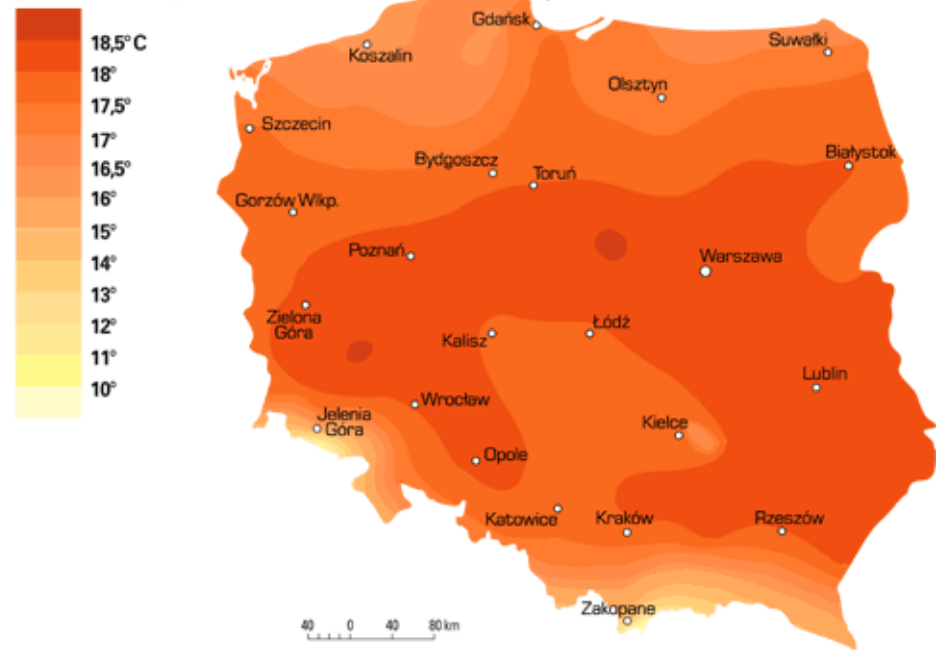 18,5°C
18°
17,5°
17°
16,5°
16°
15°
14°
13°
12°
11°
10°
Gdańsk
Koszalin
Suwałki
Olsztyn
Szczecin
Białystok
Bydgoszcz
Toruń
Gorzów Wlkp.
Poznań
Warszawa
Zielona
Góra
Łódź
Kalisz
Lublin
Wrocław
Jelenia
Góra
Kielce
Opole
Katowice
Kraków
Rzeszów
Zakopane
40 0 40 80 km